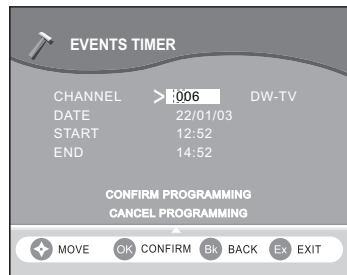 EVENTS TIMER
CHANNEL > 006 DW-TV
DATE 22/01/03
START 12:52
END 14:52
CONFIRM PROGRAMMING
CANCEL PROGRAMMING
MOVE OK CONFIRM Bk BACK Ex EXIT